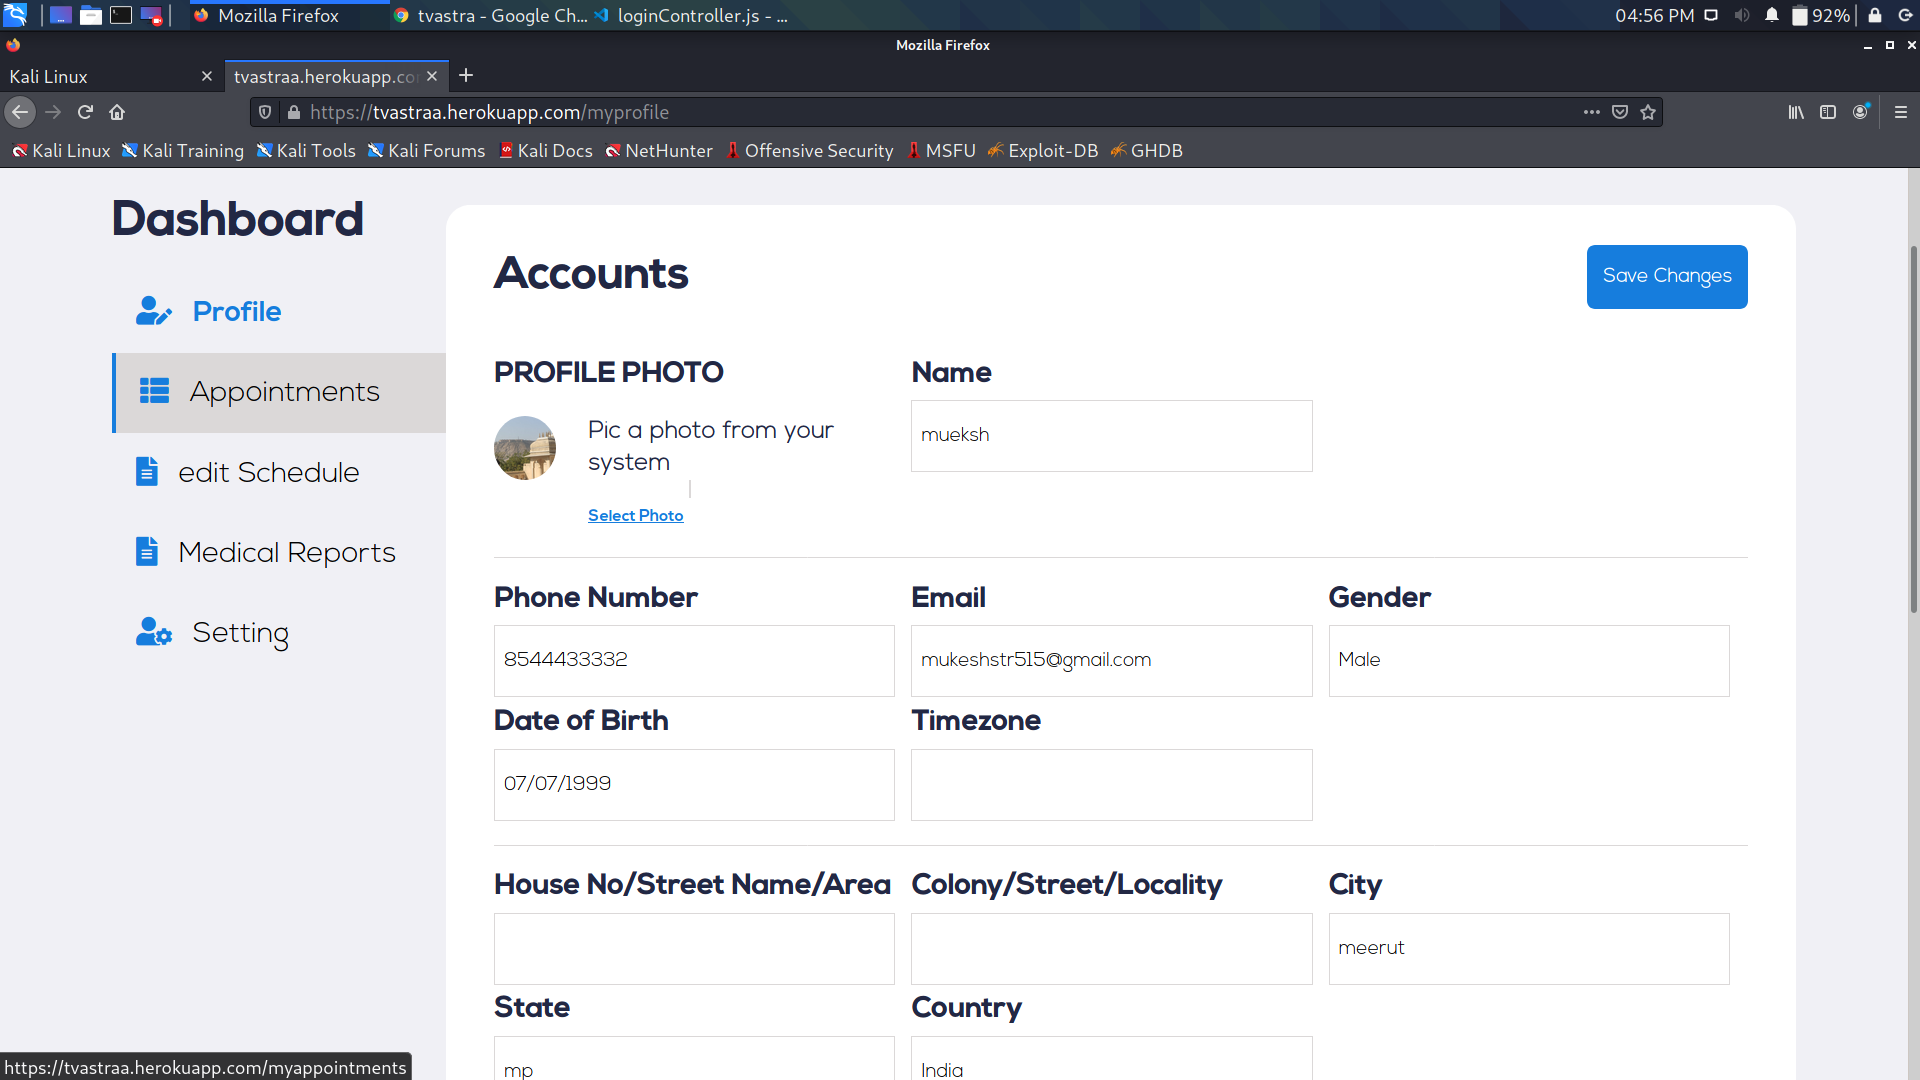 Mozilla Firefox
tvastra - Google Ch...
loginController.js - ...
04:56 PM
92%
Mozilla Firefox
Kali Linux
tvastraa.herokuapp.co
https://tvastraa.herokuapp.com/myprofile
Kali Linux
Kali Training
Kali Tools
Kali Forums
Kali Docs
NetHunter
Offensive Security
MSFU
Exploit-DB
GHDB
Dashboard
Profile
Appointments
edit Schedule
Medical Reports
Setting
Accounts
Save Changes
PROFILE PHOTO
Pic a photo from your
system
Select Photo
Name
mueksh
Phone Number
8544433332
Email
mukeshstr515@gmail.com
Gender
Male
Date of Birth
07/07/1999
Timezone
House No/Street Name/Area
Colony/Street/Locality
City
meerut
State
mp
Country
India
https://tvastraa.herokuapp.com/myappointments